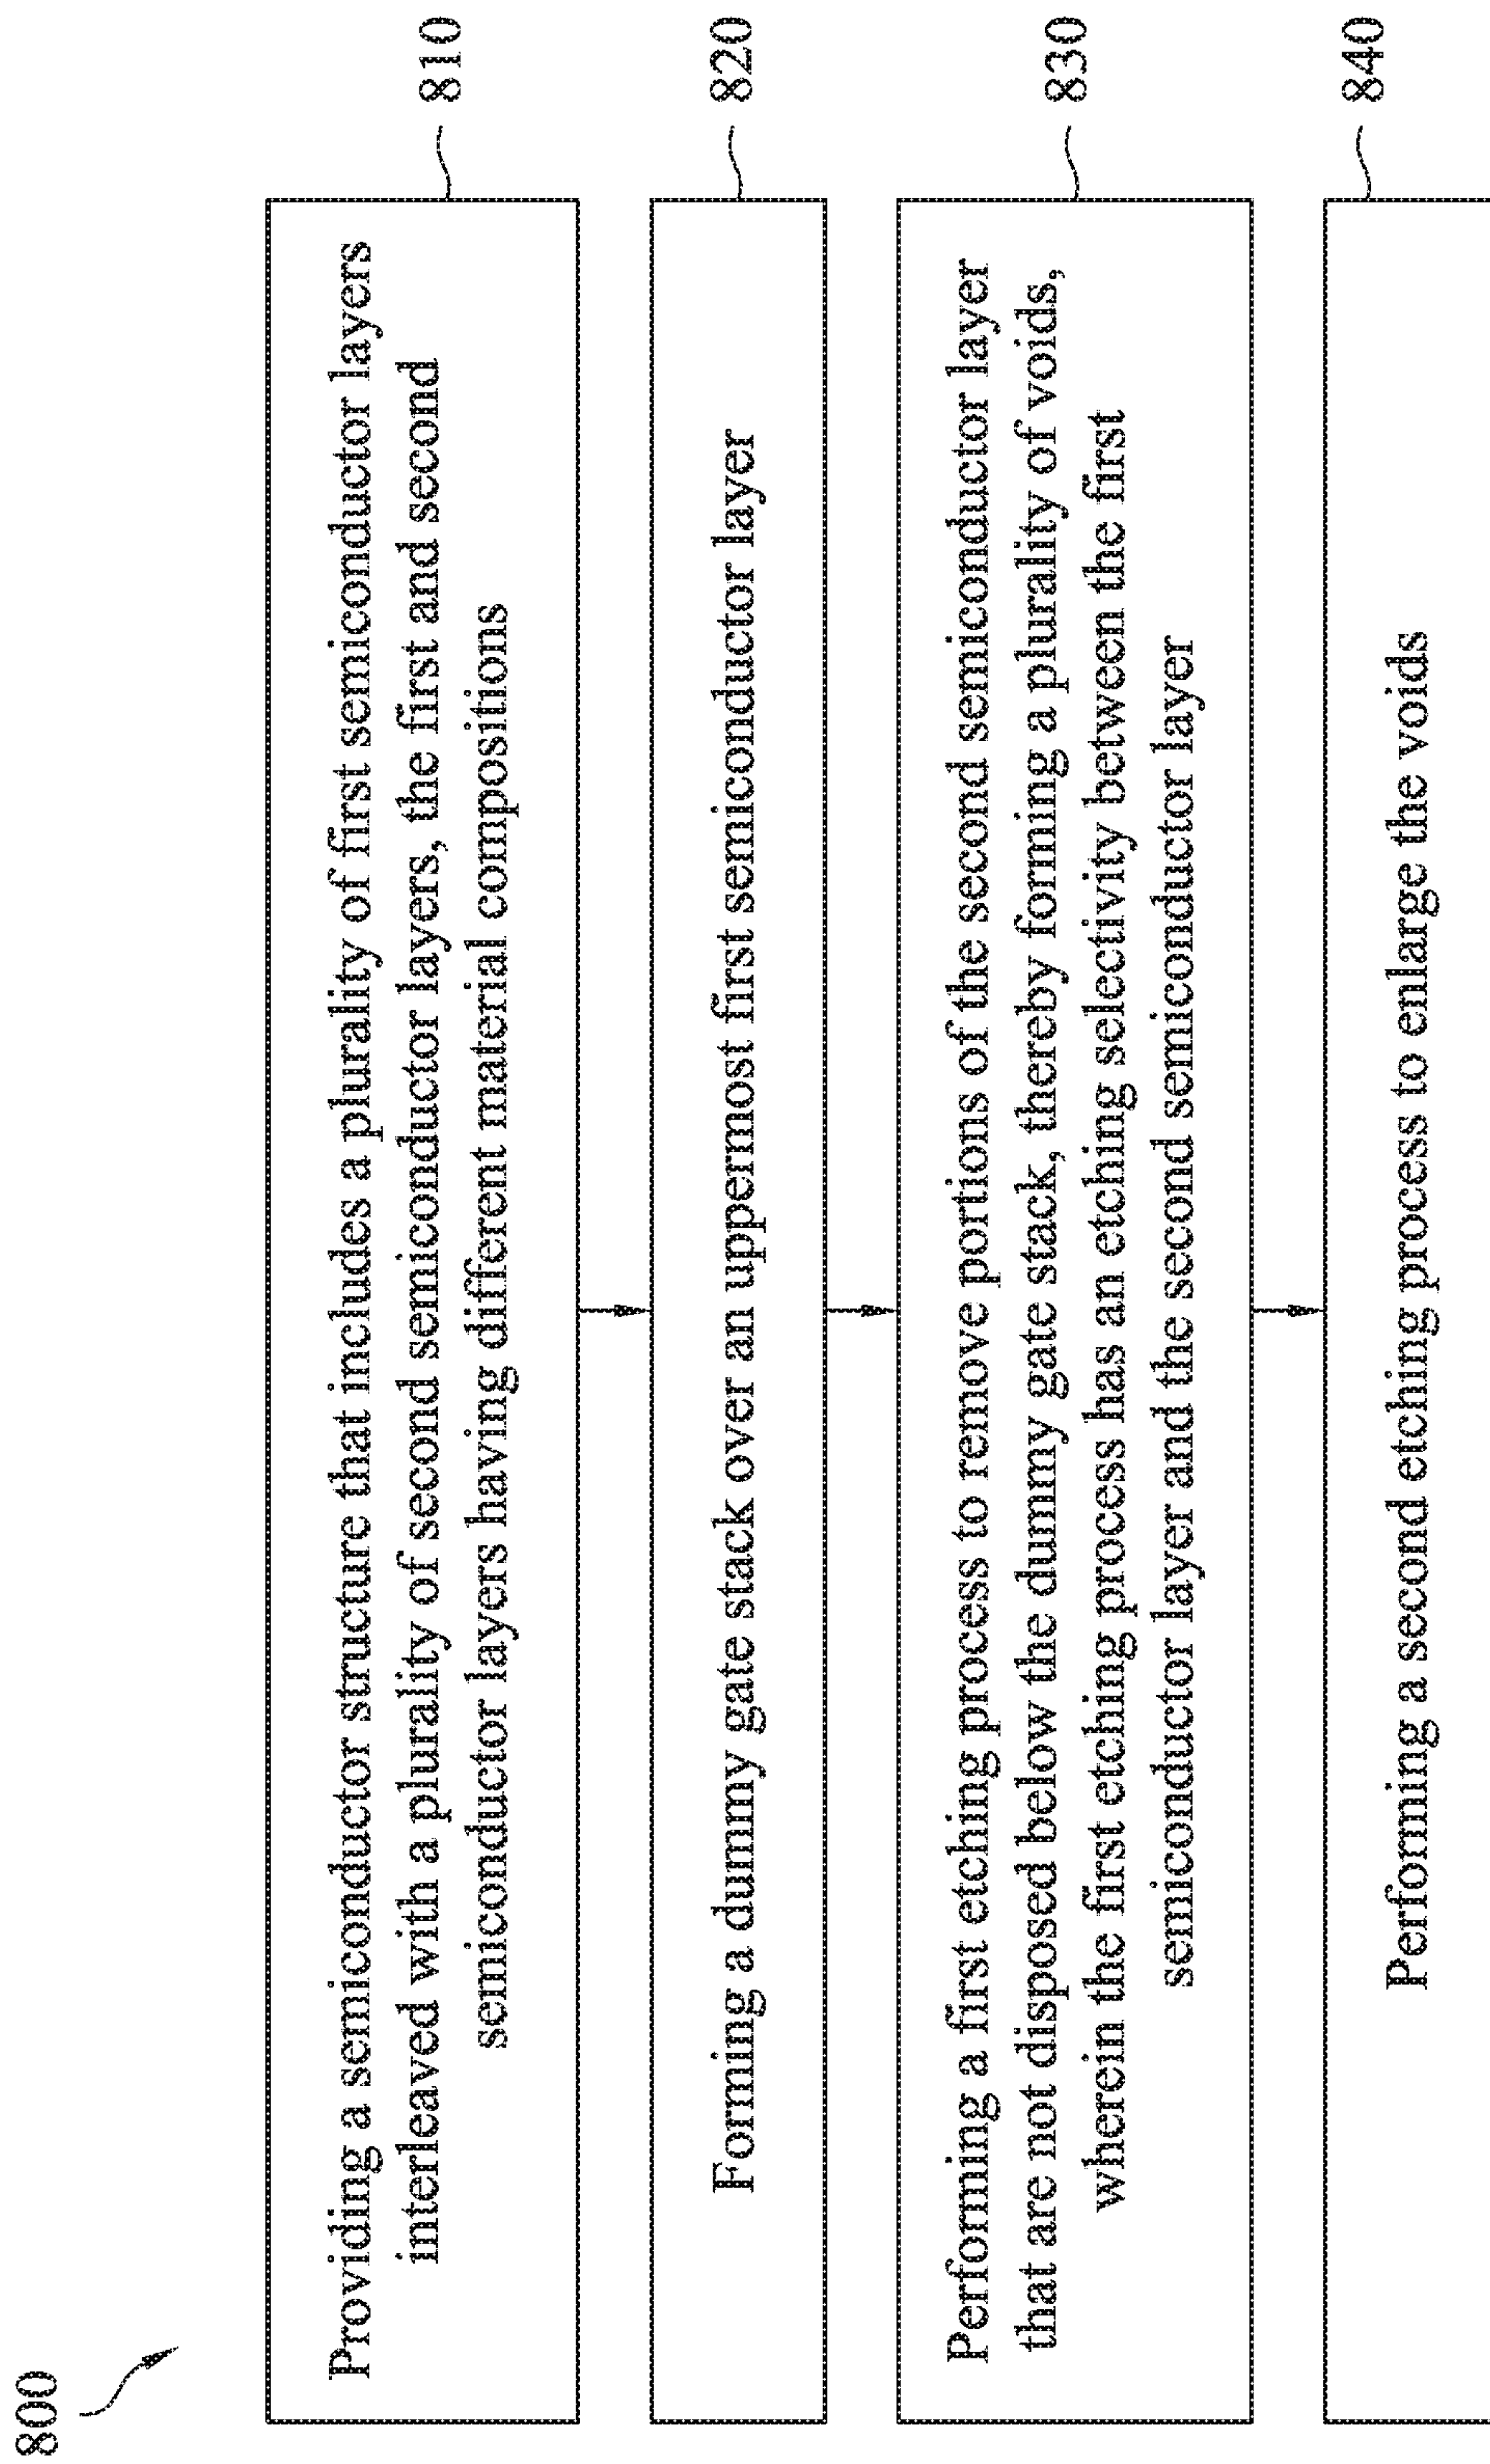 800
Providing a semiconductor structure that includes a plurality of first semiconductor layers
interleaved with a plurality of second semiconductor layers, the first and second
semiconductor layers having different material compositions
810
Forming a dummy gate stack over an uppermost first semiconductor layer
820
Performing a first etching process to remove portions of the second semiconductor layer
that are not disposed below the dummy gate stack, thereby forming a plurality of voids,
wherein the first etching process has an etching selectivity between the first
semiconductor layer and the second semiconductor layer
830
Performing a second etching process to enlarge the voids
840